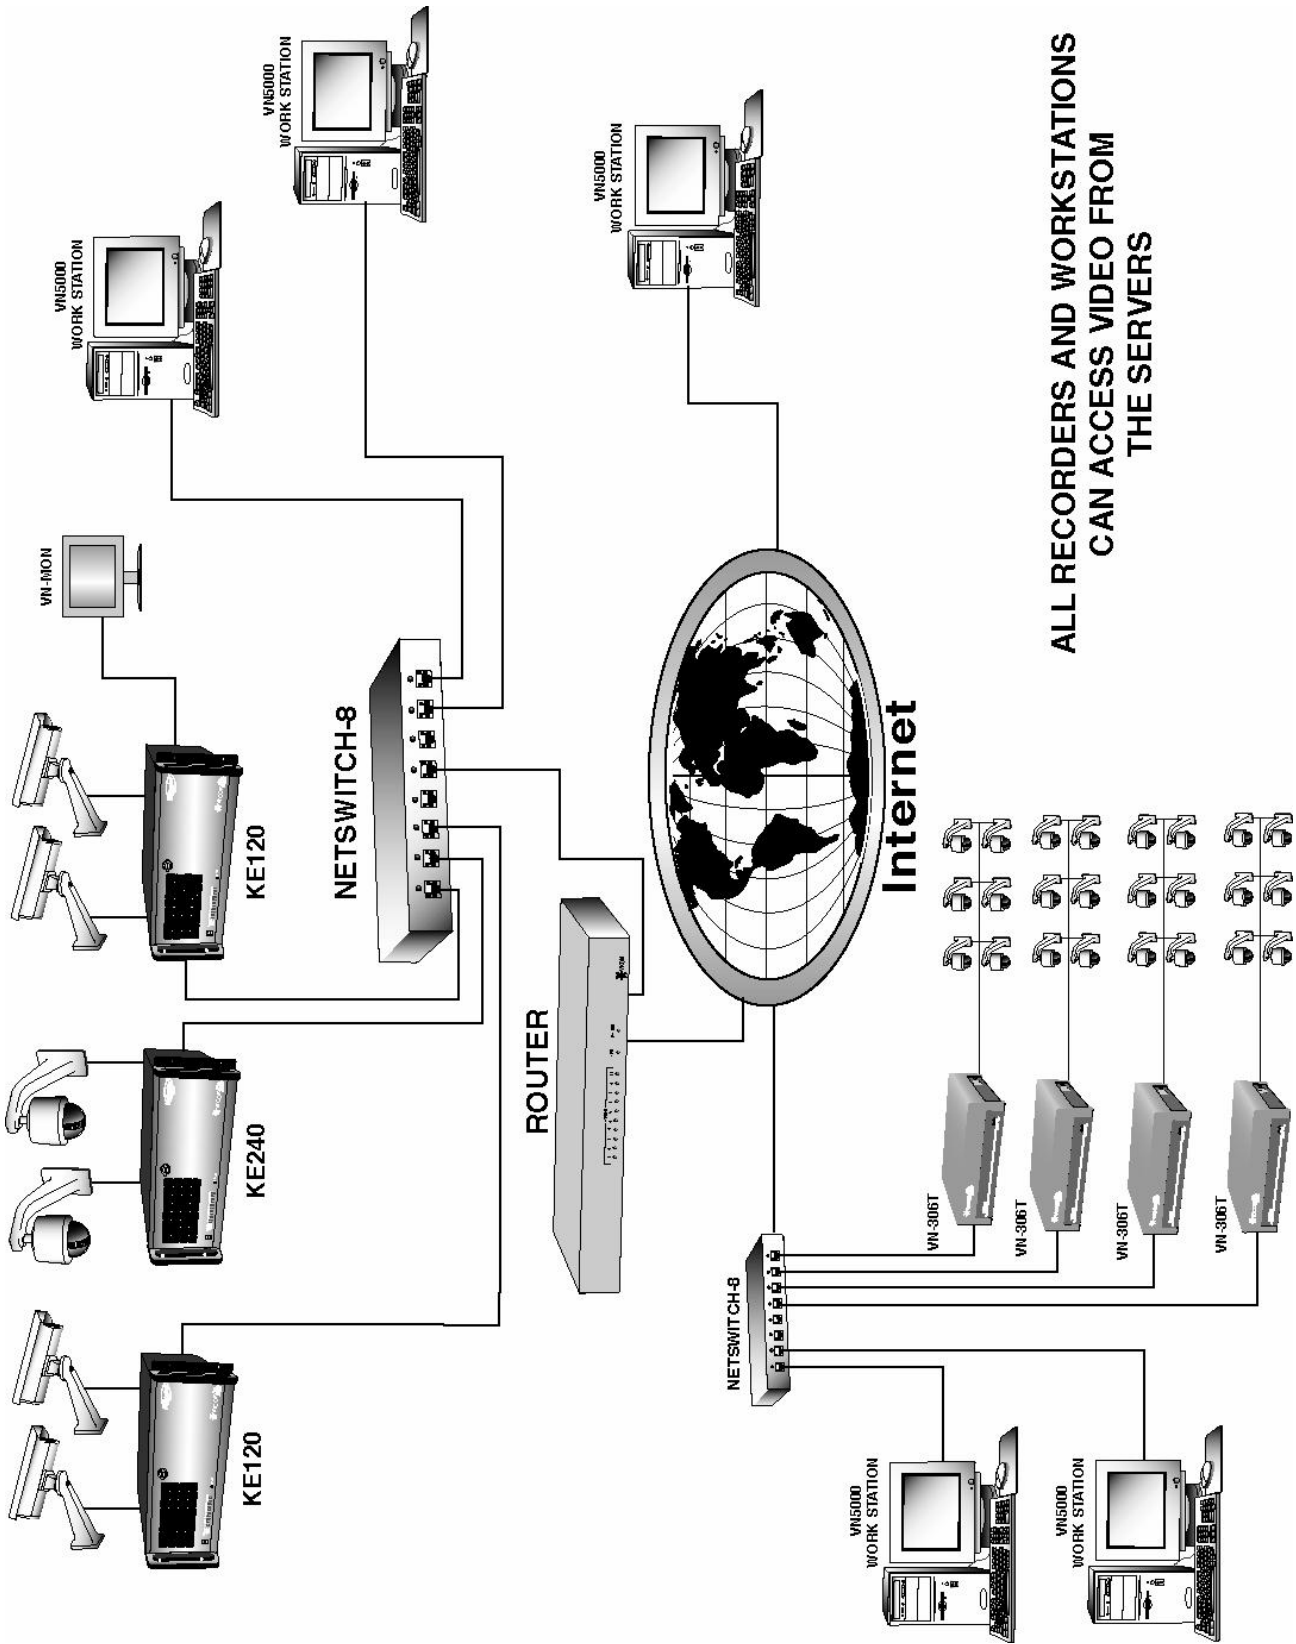 VN-MON
VN5000
WORK STATION
KE120
KE240
KE120
VN5000
WORK STATION
NETSWITCH-8
ROUTER
VN5000
WORK STATION
NETSWITCH-8
Internet
VN5000
WORK STATION
VN-306T
VN-306T
VN-306T
VN-306T
VN5000
WORK STATION
ALL RECORDERS AND WORKSTATIONS
CAN ACCESS VIDEO FROM
THE SERVERS